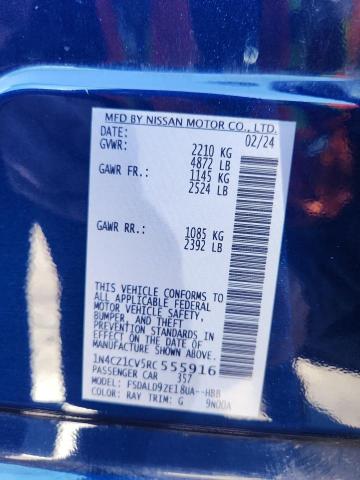 MFD BY NISSAN MOTOR CO., LTD.
DATE: 02/24
GVWR: 2210 KG
4872 LB
GAWR FR.: 1145 KG
2524 LB
GAWR RR.: 1085 KG
2392 LB
THIS VEHICLE CONFORMS TO
ALL APPLICABLE FEDERAL
MOTOR VEHICLE SAFETY,
BUMPER, AND THEFT
PREVENTION STANDARDS
IN EFFECT ON THE DATE OF
MANUFACTURE SHOWN ABOVE.
1N4CZ1CV5RC555916
PASSENGER CAR 357
MODEL: FSDALD9ZE18UA--HBB
COLOR: RAY TRIM: G 9N00A